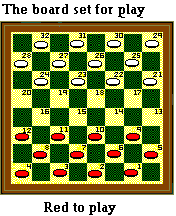 The board set for play
32 31 30 29
28 27 26 25
24 23 22 21
20 19 18 17
16 15 14 13
12 11 10 9
8 7 6 5
4 3 2 1
Red to play